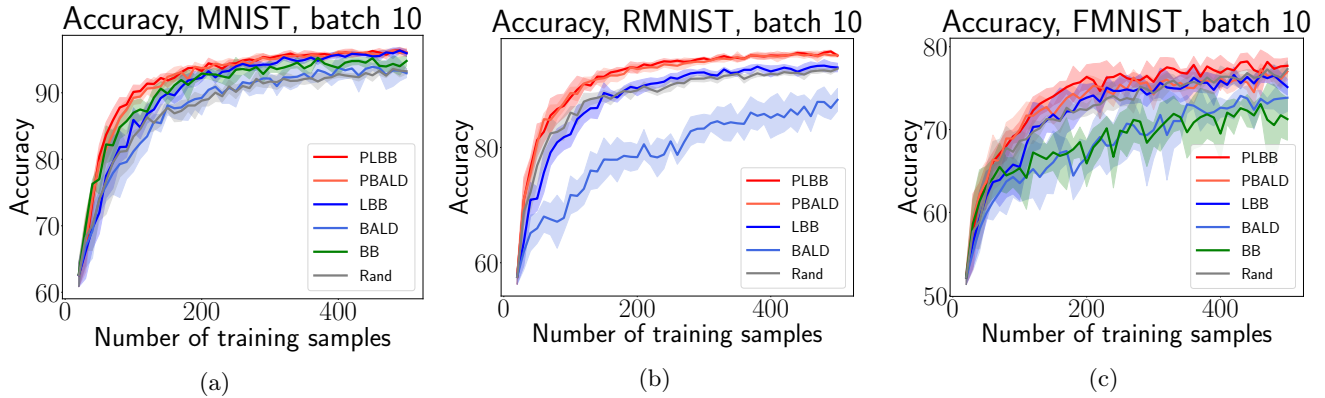 Accuracy, MNIST, batch 10
Accuracy
90
80
70
60
0
200
400
Number of training samples
PLBB
PBALD
LBB
BALD
BB
Rand
(a)
Accuracy, RMNIST, batch 10
Accuracy
80
60
0
200
400
Number of training samples
PLBB
PBALD
LBB
BALD
Rand
(b)
Accuracy, FMNIST, batch 10
Accuracy
80
70
60
50
0
200
400
Number of training samples
PLBB
PBALD
LBB
BALD
BB
Rand
(c)